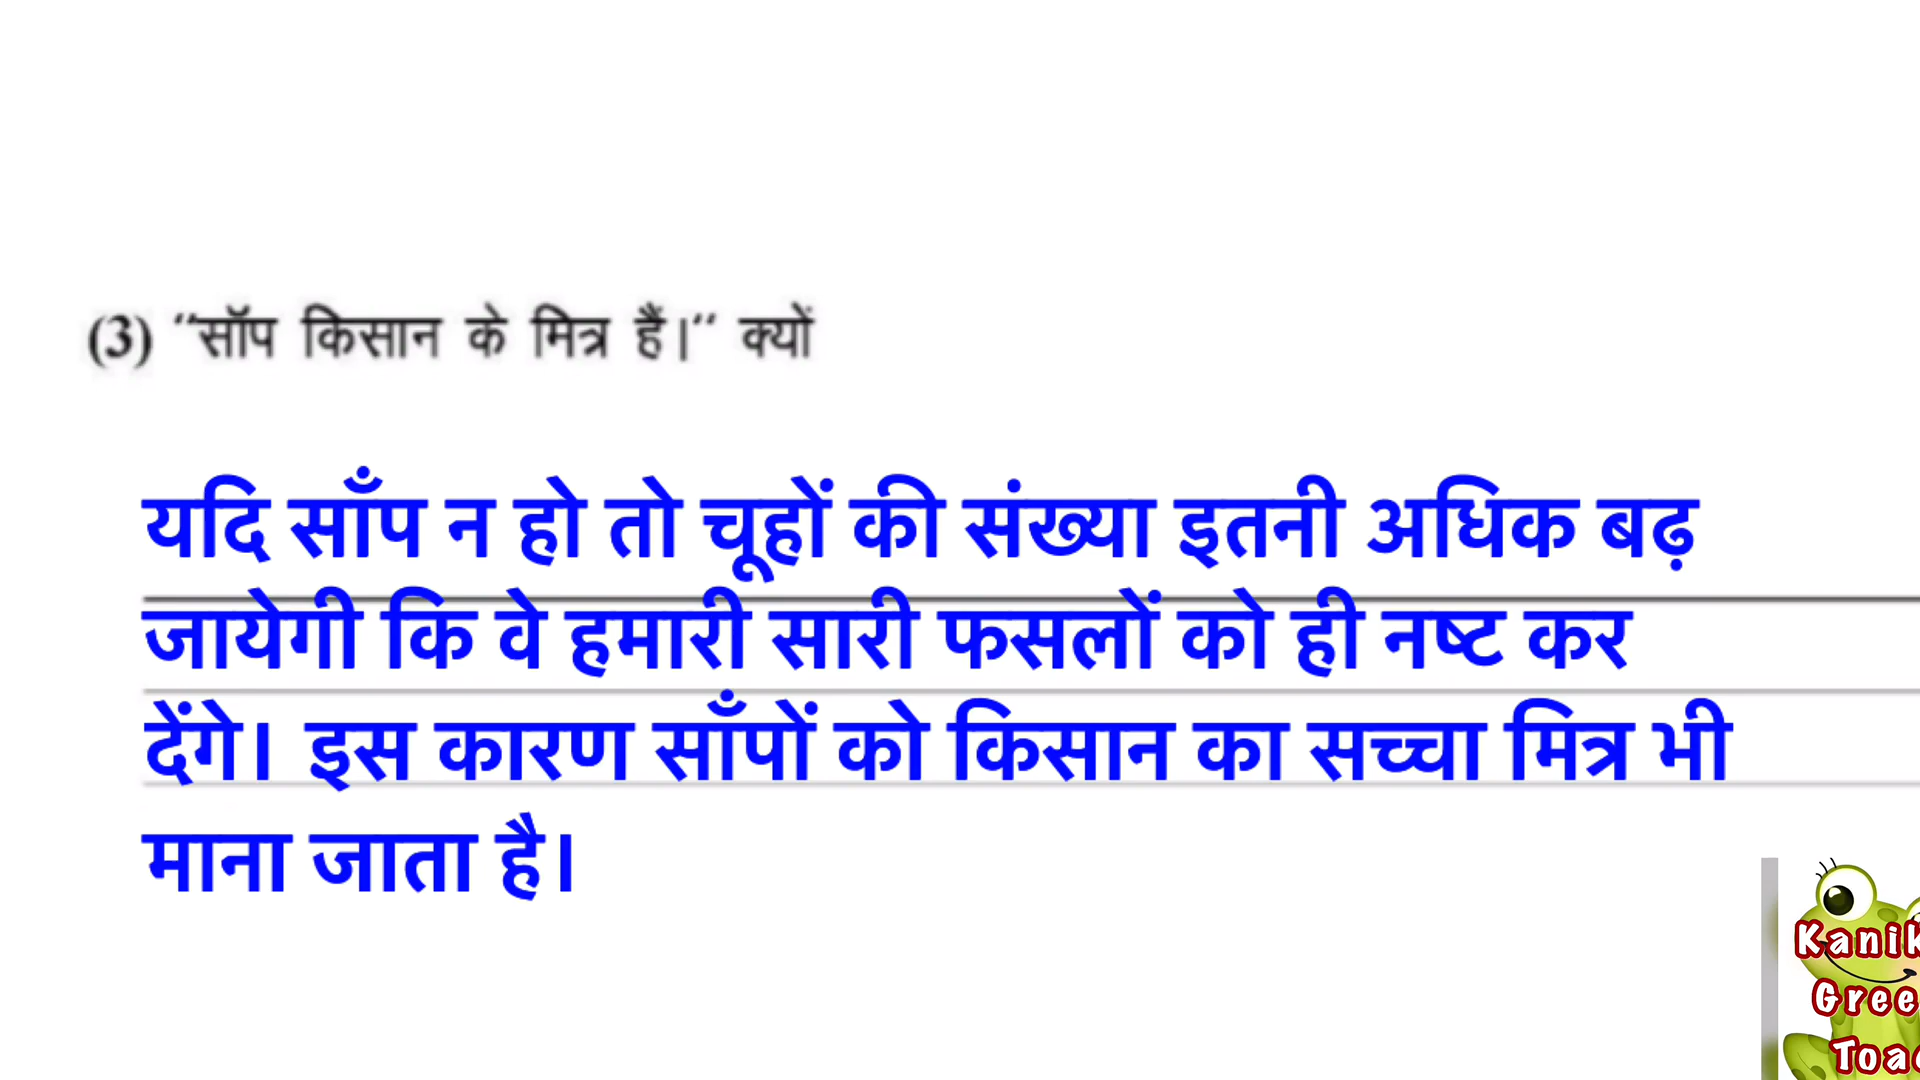 (3) “सॉप किसान के मित्र हैं।” क्यों
यदि साँप न हो तो चूहों की संख्या इतनी अधिक बढ़
जायेगी कि वे हमारी सारी फसलों को ही नष्ट कर
देंगे। इस कारण साँपों को किसान का सच्चा मित्र भी
माना जाता है।